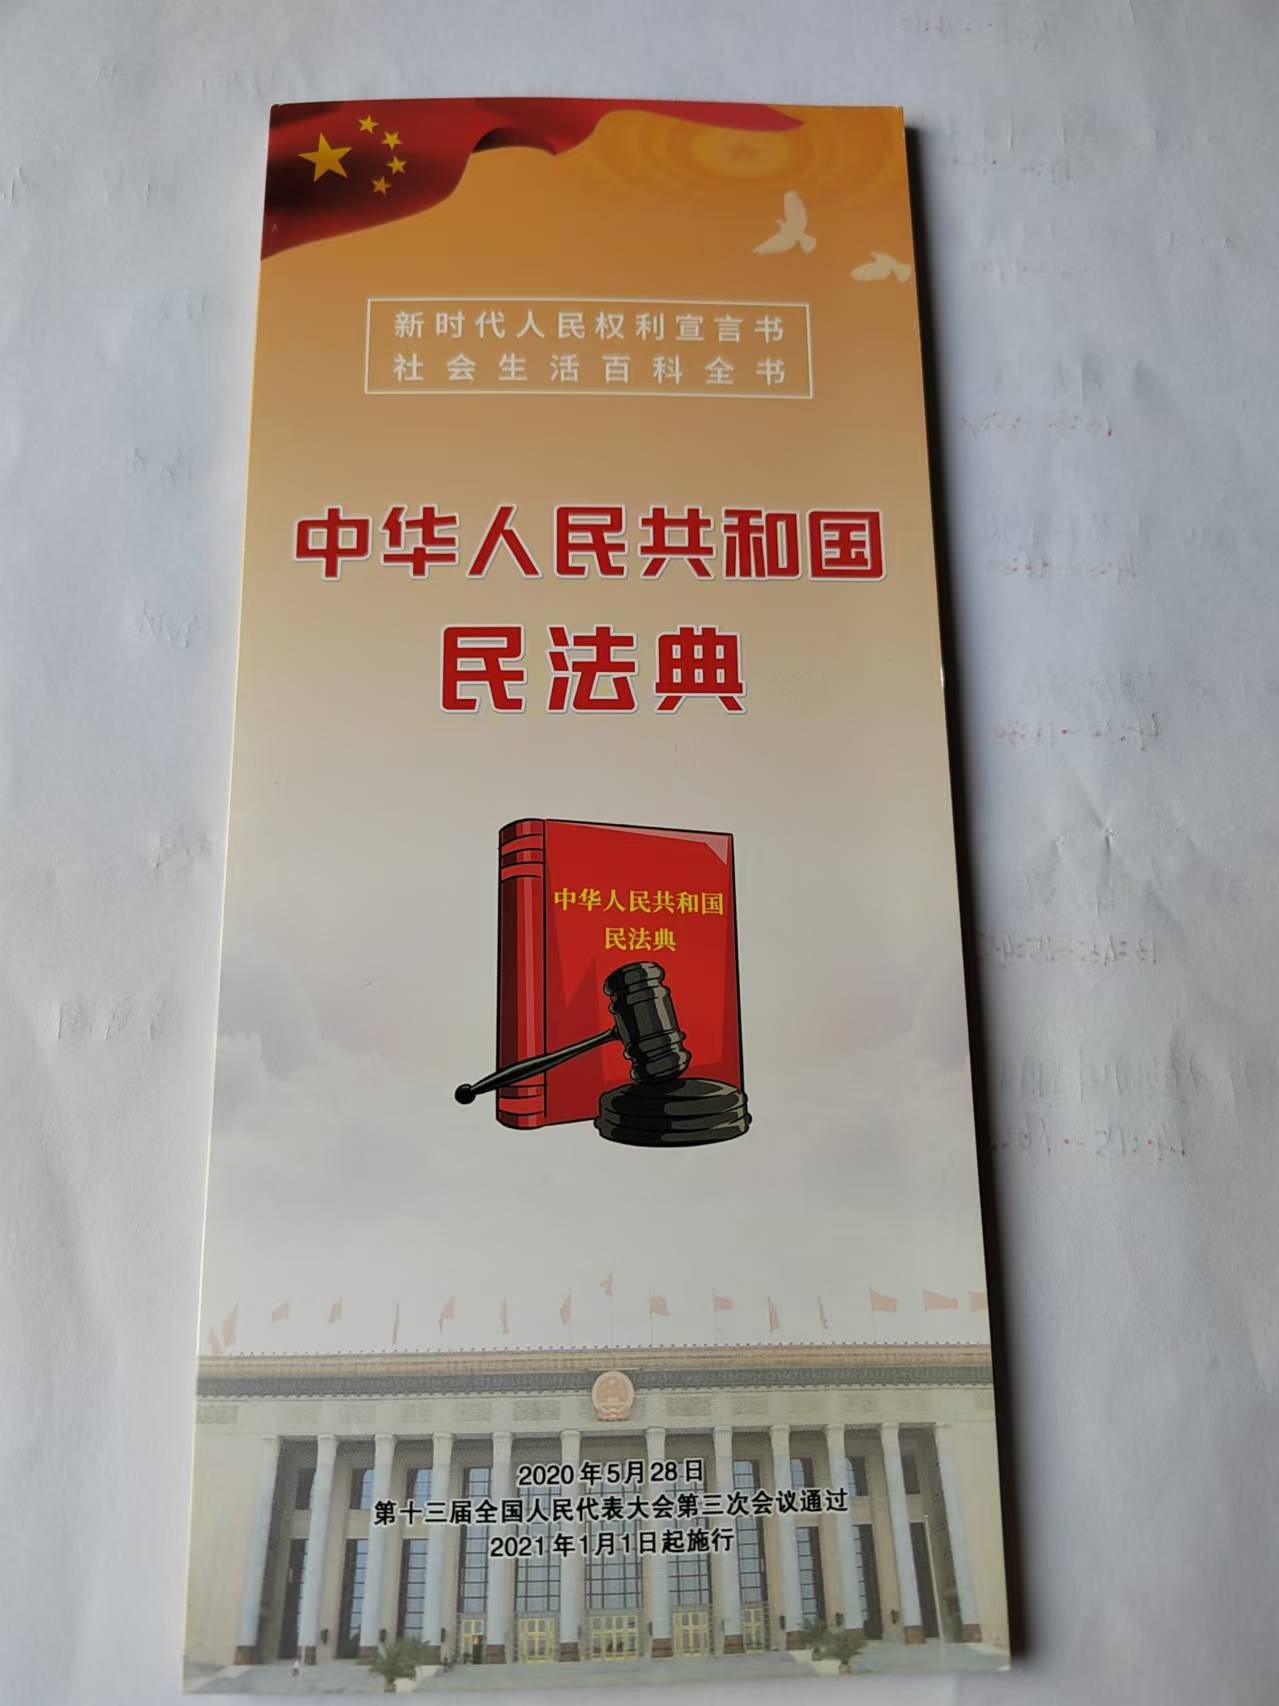 新时代人民权利宣言书
社会生活百科全书
中华人民共和国
民法典
中华人民共和国
民法典
2020年5月28日
第十三届全国人民代表大会第三次会议通过
2021年1月1日起施行